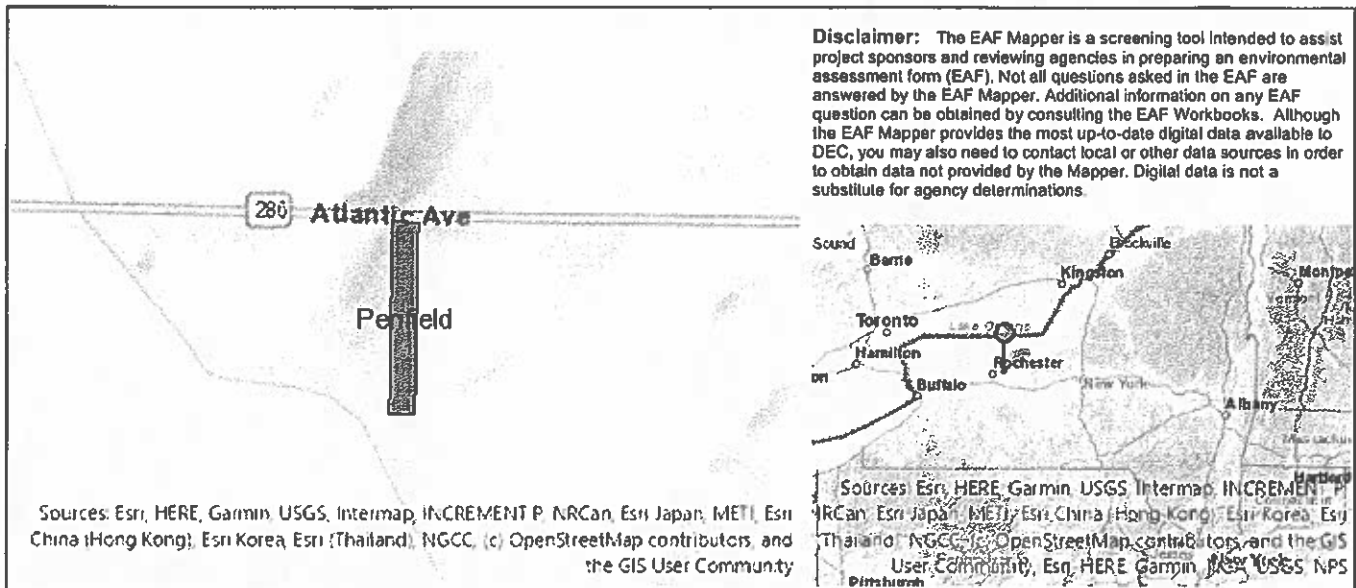 Disclaimer: The EAF Mapper is a screening tool intended to assist
project sponsors and reviewing agencies in preparing an environmental
assessment form (EAF). Not all questions asked in the EAF are
answered by the EAF Mapper. Additional information on any EAF
question can be obtained by consulting the EAF Workbooks. Although
the EAF Mapper provides the most up-to-date digital data available to
DEC, you may also need to contact local or other data sources in order
to obtain data not provided by the Mapper. Digital data is not a
substitute for agency determinations.
286 Atlantic Ave
Penfield
Sources: Esri, HERE, Garmin, USGS, Intermap, INCREMENT P, NRCan, Esri Japan, METI, Esri
China (Hong Kong), Esri Korea, Esri (Thailand), NGCC, (c) OpenStreetMap contributors, and
the GIS User Community
Sound
Barrie
Kingston
Toronto
Hamilton
Rochester
Buffalo
New York
Albany
Hartford
Sources: Esri, HERE, Garmin, USGS, Intermap, INCREMENT P,
NRCan, Esri Japan, METI, Esri China (Hong Kong), Esri Korea, Esri
(Thailand), NGCC, (c) OpenStreetMap contributors, and the GIS
User Community, Esri, HERE, Garmin, USGS, NPS
Pittsburgh
New York